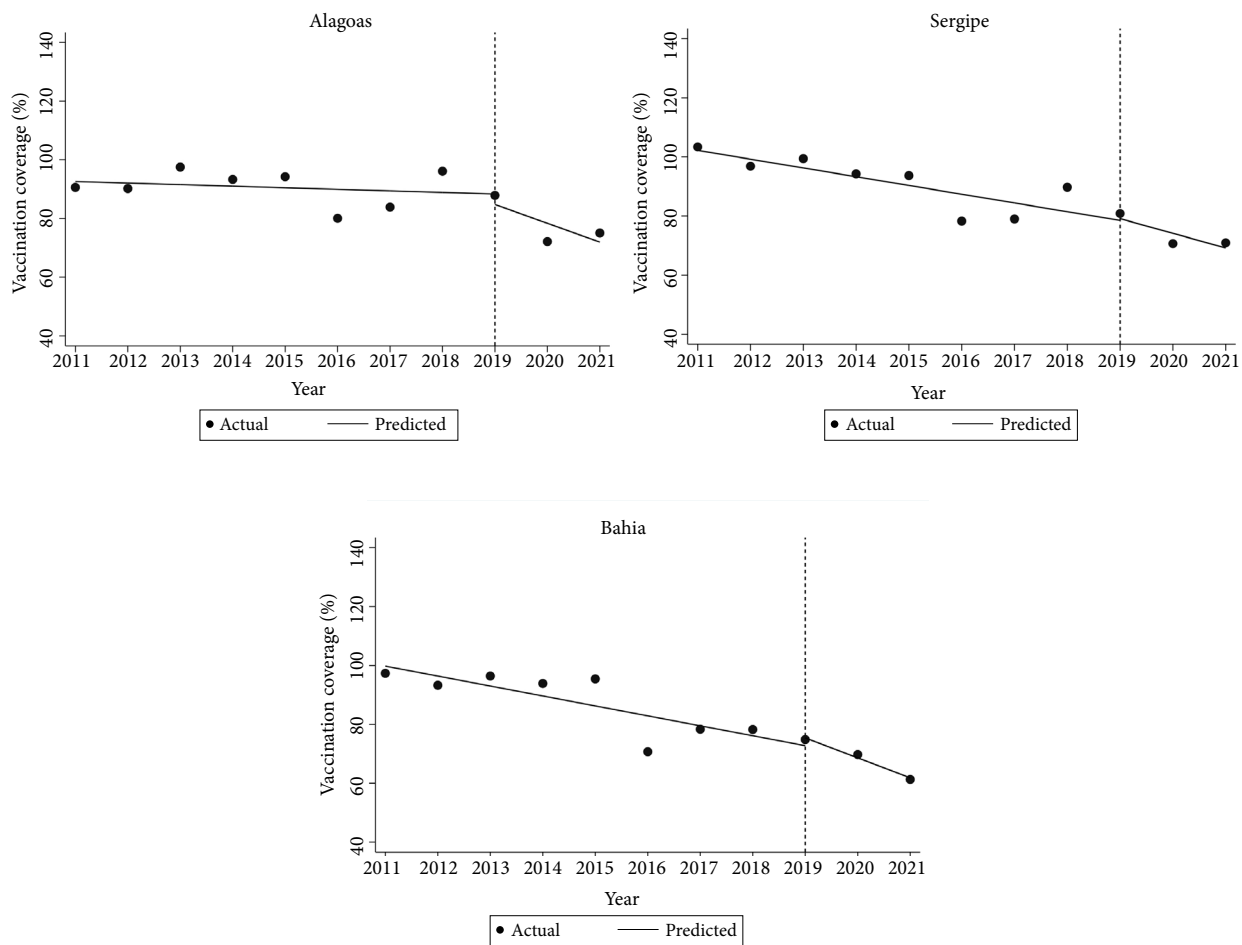 Alagoas
Vaccination coverage (%)
140
120
100
80
60
40
2011 2012 2013 2014 2015 2016 2017 2018 2019 2020 2021
Year
Actual Predicted
Sergipe
Vaccination coverage (%)
140
120
100
80
60
40
2011 2012 2013 2014 2015 2016 2017 2018 2019 2020 2021
Year
Actual Predicted
Bahia
Vaccination coverage (%)
140
120
100
80
60
40
2011 2012 2013 2014 2015 2016 2017 2018 2019 2020 2021
Year
Actual Predicted